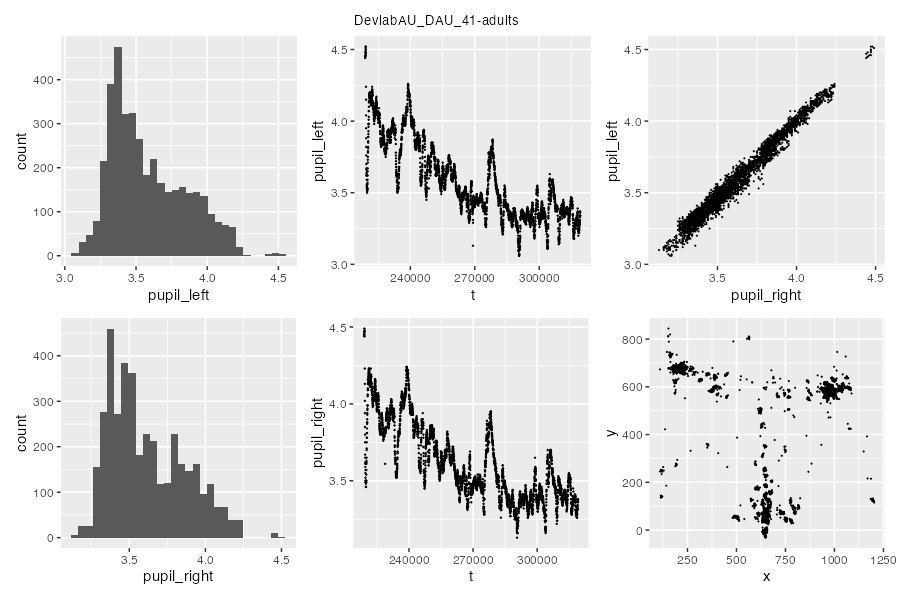 DevlabAU_DAU_41-adults
400
300
200
100
0
count
3.0 3.5 4.0 4.5
pupil_left
4.5
4.0
3.5
3.0
pupil_left
240000 270000 300000
t
4.5
4.0
3.5
3.0
pupil_left
3.5 4.0 4.5
pupil_right
400
300
200
100
0
count
3.5 4.0 4.5
pupil_right
4.5
4.0
3.5
pupil_right
240000 270000 300000
t
800
600
400
200
0
y
250 500 750 1000 1250
x